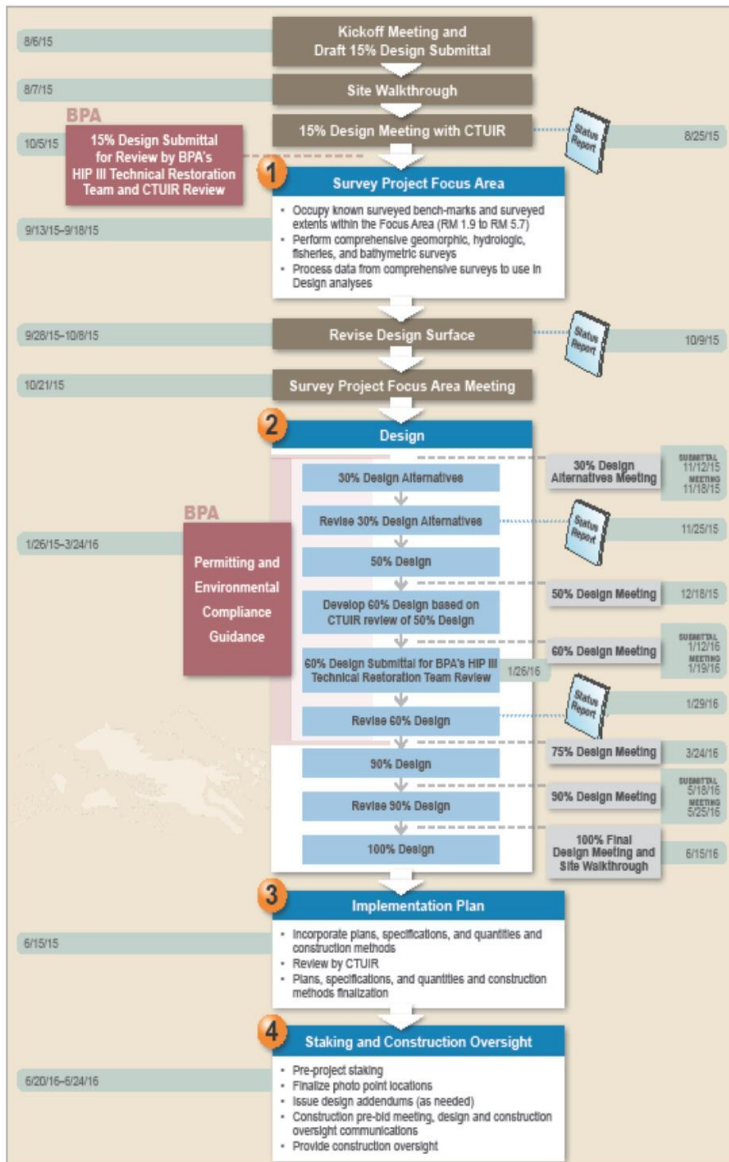 8/6/15
Kickoff Meeting and
Draft 15% Design Submittal
8/7/15
Site Walkthrough
BPA
10/5/15
15% Design Submittal
for Review by BPA's
HIP III Technical Restoration
Team and CTUIR Review
15% Design Meeting with CTUIR
Status
Report
8/25/15
1
Survey Project Focus Area
9/13/15–9/18/15
• Occupy known surveyed bench-marks and surveyed
extents within the Focus Area (RM 1.9 to RM 5.7)
• Perform comprehensive geomorphic, hydrologic,
fisheries, and bathymetric surveys
• Process data from comprehensive surveys to use in
Design analyses
9/28/15–10/8/15
Revise Design Surface
Status
Report
10/9/15
10/21/15
Survey Project Focus Area Meeting
2
Design
30% Design Alternatives
30% Design
Alternatives Meeting
SUBMITTAL
11/12/15
MEETING
11/18/15
BPA
1/26/15–3/24/16
Permitting and
Environmental
Compliance
Guidance
Revise 30% Design Alternatives
Status
Report
11/25/15
50% Design
50% Design Meeting
12/18/15
Develop 60% Design based on
CTUIR review of 50% Design
60% Design Meeting
SUBMITTAL
1/12/16
MEETING
1/19/16
60% Design Submittal for BPA's HIP III
Technical Restoration Team Review
1/26/16
Revise 60% Design
Status
Report
1/29/16
75% Design Meeting
3/24/16
90% Design
90% Design Meeting
SUBMITTAL
5/18/16
MEETING
5/25/16
Revise 90% Design
100% Design
100% Final
Design Meeting and
Site Walkthrough
6/15/16
3
Implementation Plan
6/15/15
• Incorporate plans, specifications, and quantities and
construction methods
• Review by CTUIR
• Plans, specifications, and quantities and construction
methods finalization
4
Staking and Construction Oversight
6/20/16–6/24/16
• Pre-project staking
• Finalize photo point locations
• Issue design addendums (as needed)
• Construction pre-bid meeting, design and construction
oversight communications
• Provide construction oversight